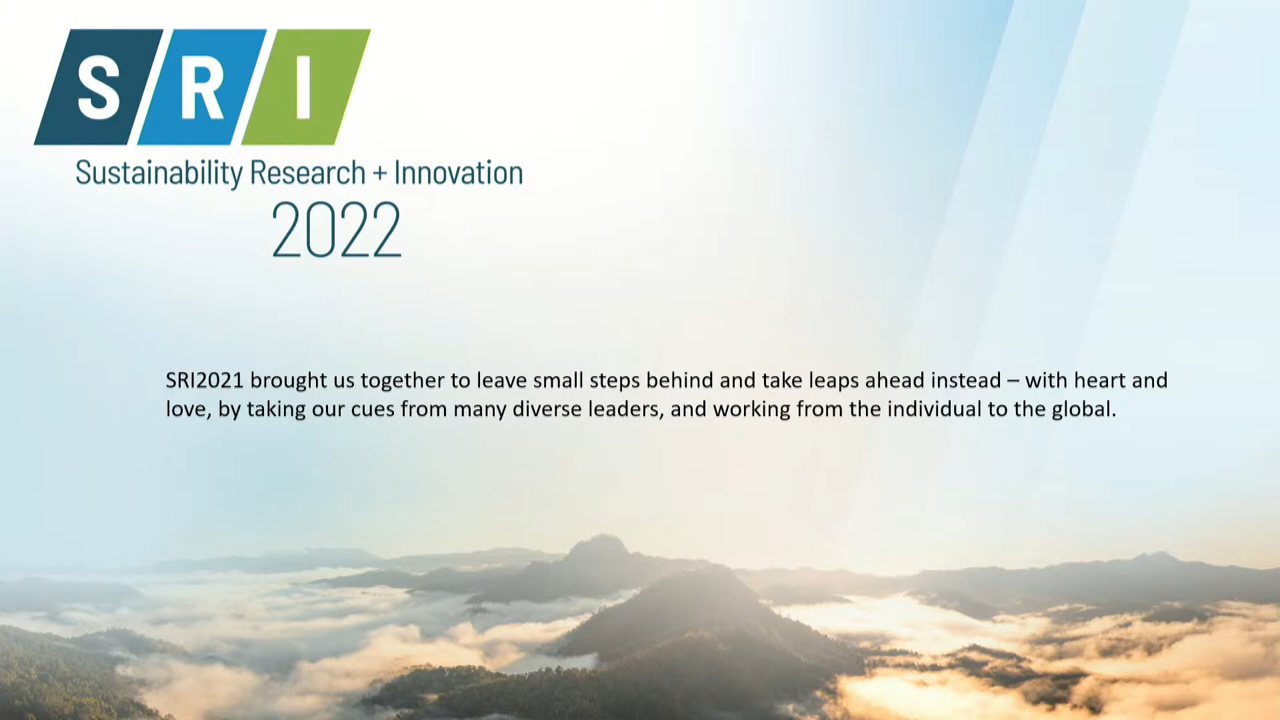 SRI
Sustainability Research + Innovation
2022
SRI2021 brought us together to leave small steps behind and take leaps ahead instead – with heart and
love, by taking our cues from many diverse leaders, and working from the individual to the global.